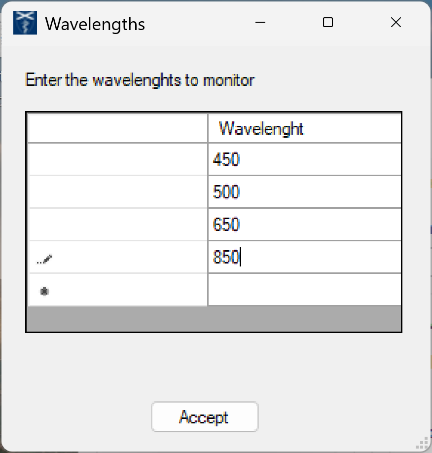 Wavelengths
Enter the wavelenghts to monitor
Wavelenght
450
500
650
850
Accept